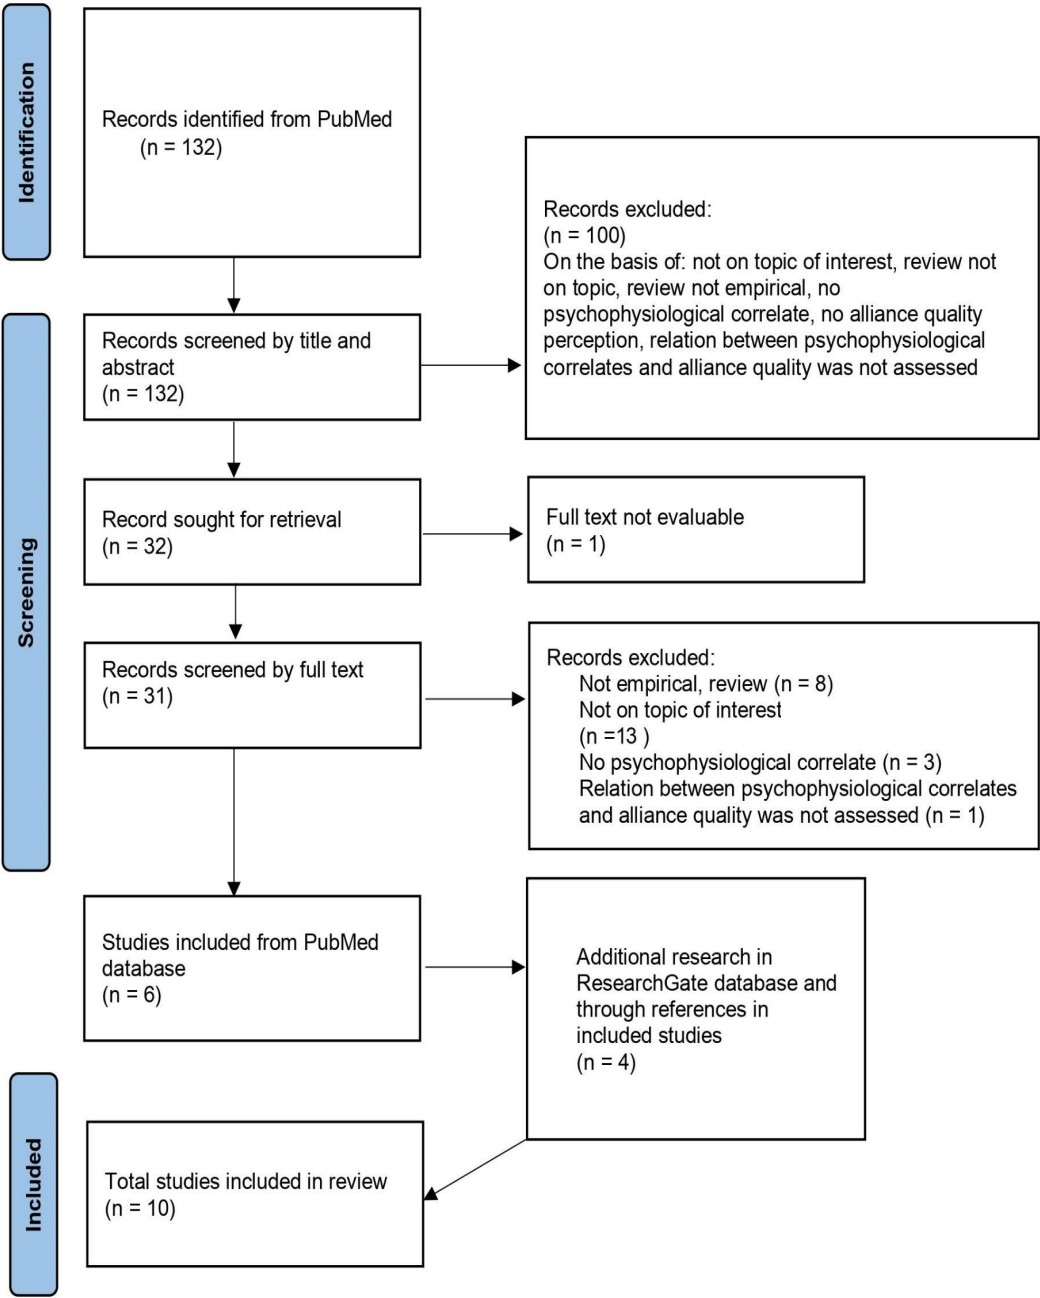 Identification
Records identified from PubMed
(n = 132)
Records excluded:
(n = 100)
On the basis of: not on topic of interest, review not
on topic, review not empirical, no
psychophysiological correlate, no alliance quality
perception, relation between psychophysiological
correlates and alliance quality was not assessed
Screening
Records screened by title and
abstract
(n = 132)
Record sought for retrieval
(n = 32)
Full text not evaluable
(n = 1)
Records screened by full text
(n = 31)
Records excluded:
Not empirical, review (n = 8)
Not on topic of interest
(n =13 )
No psychophysiological correlate (n = 3)
Relation between psychophysiological correlates
and alliance quality was not assessed (n = 1)
Studies included from PubMed
database
(n = 6)
Additional research in
ResearchGate database and
through references in
included studies
(n = 4)
Included
Total studies included in review
(n = 10)